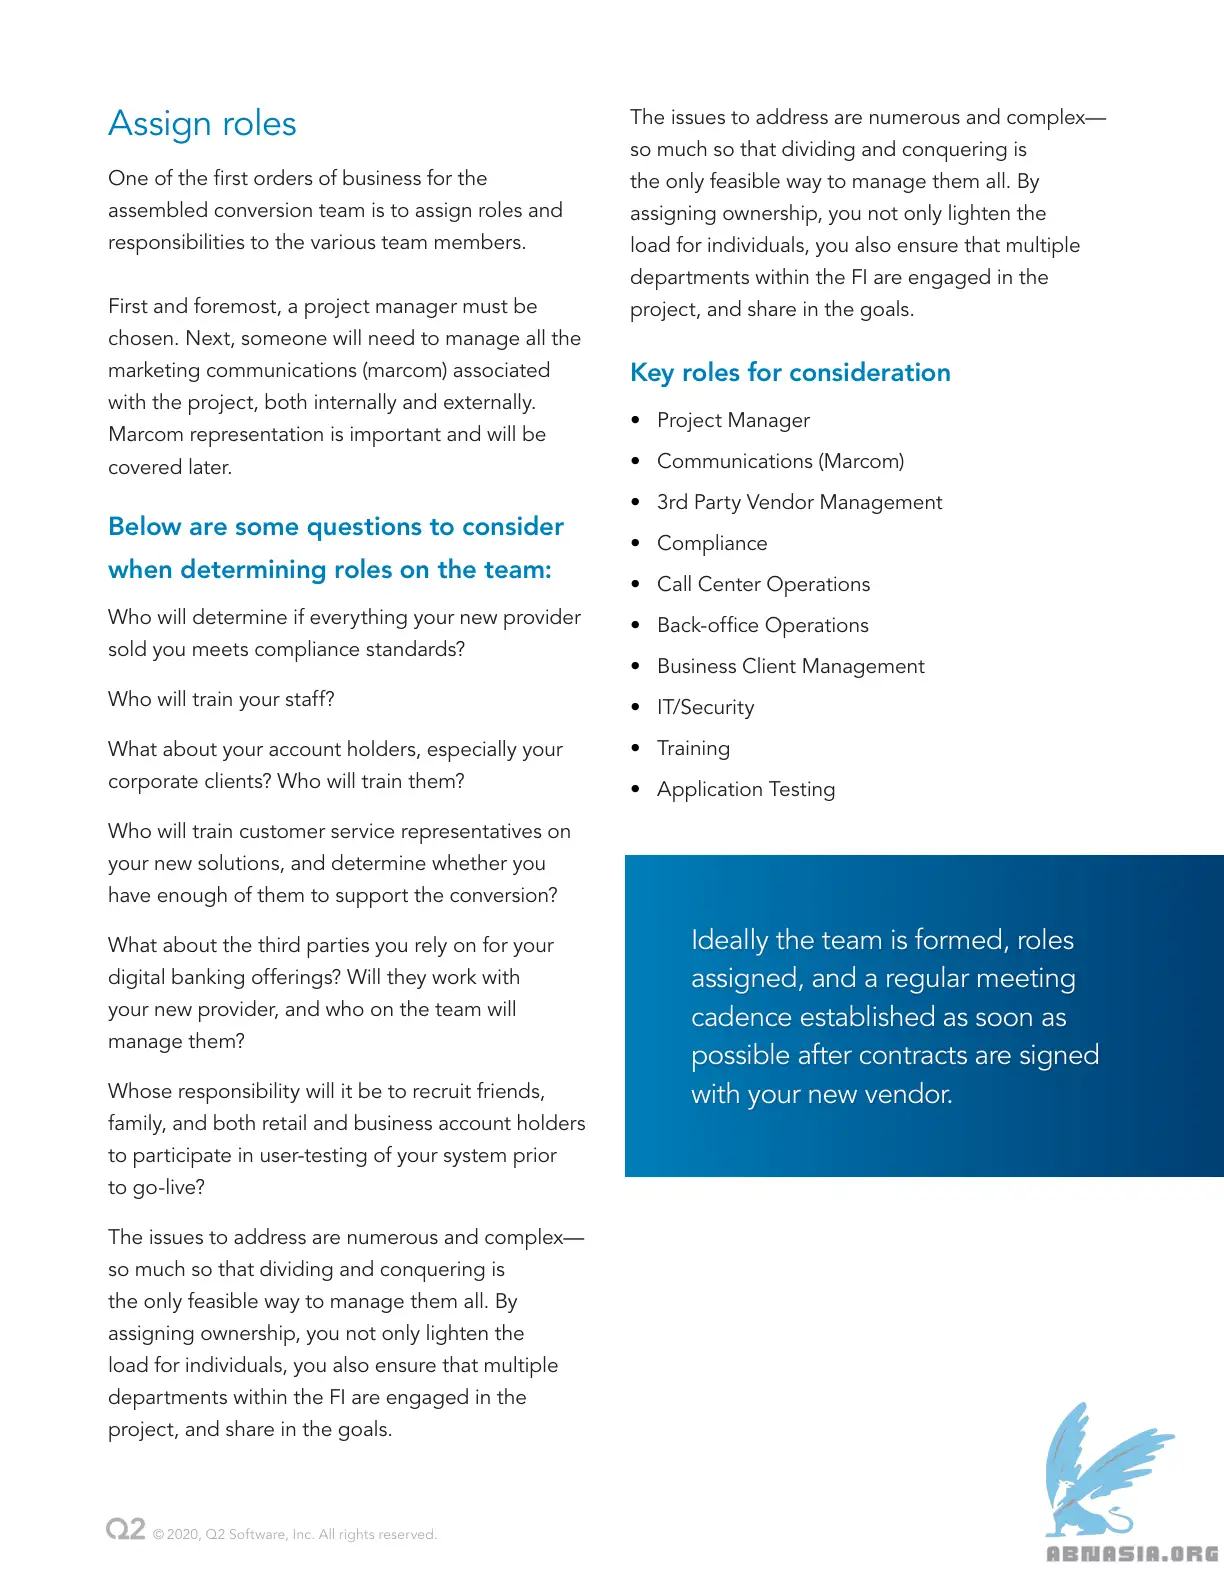 Assign roles
One of the first orders of business for the
assembled conversion team is to assign roles and
responsibilities to the various team members.
First and foremost, a project manager must be
chosen. Next, someone will need to manage all the
marketing communications (marcom) associated
with the project, both internally and externally.
Marcom representation is important and will be
covered later.
Below are some questions to consider
when determining roles on the team:
Who will determine if everything your new provider
sold you meets compliance standards?
Who will train your staff?
What about your account holders, especially your
corporate clients? Who will train them?
Who will train customer service representatives on
your new solutions, and determine whether you
have enough of them to support the conversion?
What about the third parties you rely on for your
digital banking offerings? Will they work with
your new provider, and who on the team will
manage them?
Whose responsibility will it be to recruit friends,
family, and both retail and business account holders
to participate in user-testing of your system prior
to go-live?
The issues to address are numerous and complex—
so much so that dividing and conquering is
the only feasible way to manage them all. By
assigning ownership, you not only lighten the
load for individuals, you also ensure that multiple
departments within the FI are engaged in the
project, and share in the goals.
The issues to address are numerous and complex—
so much so that dividing and conquering is
the only feasible way to manage them all. By
assigning ownership, you not only lighten the
load for individuals, you also ensure that multiple
departments within the FI are engaged in the
project, and share in the goals.
Key roles for consideration
• Project Manager
• Communications (Marcom)
• 3rd Party Vendor Management
• Compliance
• Call Center Operations
• Back-office Operations
• Business Client Management
• IT/Security
• Training
• Application Testing
Ideally the team is formed, roles
assigned, and a regular meeting
cadence established as soon as
possible after contracts are signed
with your new vendor.
Q2 © 2020, Q2 Software, Inc. All rights reserved.
ABNASIA.ORG